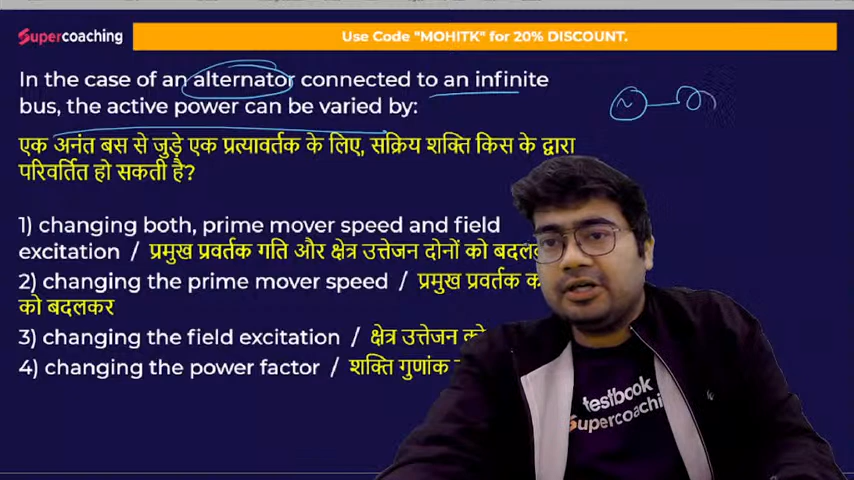 Supercoaching
Use Code "MOHITK" for 20% DISCOUNT.
In the case of an alternator connected to an infinite
bus, the active power can be varied by:
एक अनंत बस से जुड़े एक प्रत्यावर्तक के लिए, सक्रिय शक्ति किस के द्वारा
परिवर्तित हो सकती है?
1) changing both, prime mover speed and field
excitation / प्रमुख प्रवर्तक गति और क्षेत्र उत्तेजन दोनों को
2) changing the prime mover speed / प्रमुख प्रवर्तक
को बदलकर
3) changing the field excitation / क्षेत्र उत्तेजन
4) changing the power factor / शक्ति गुणांक
testbook